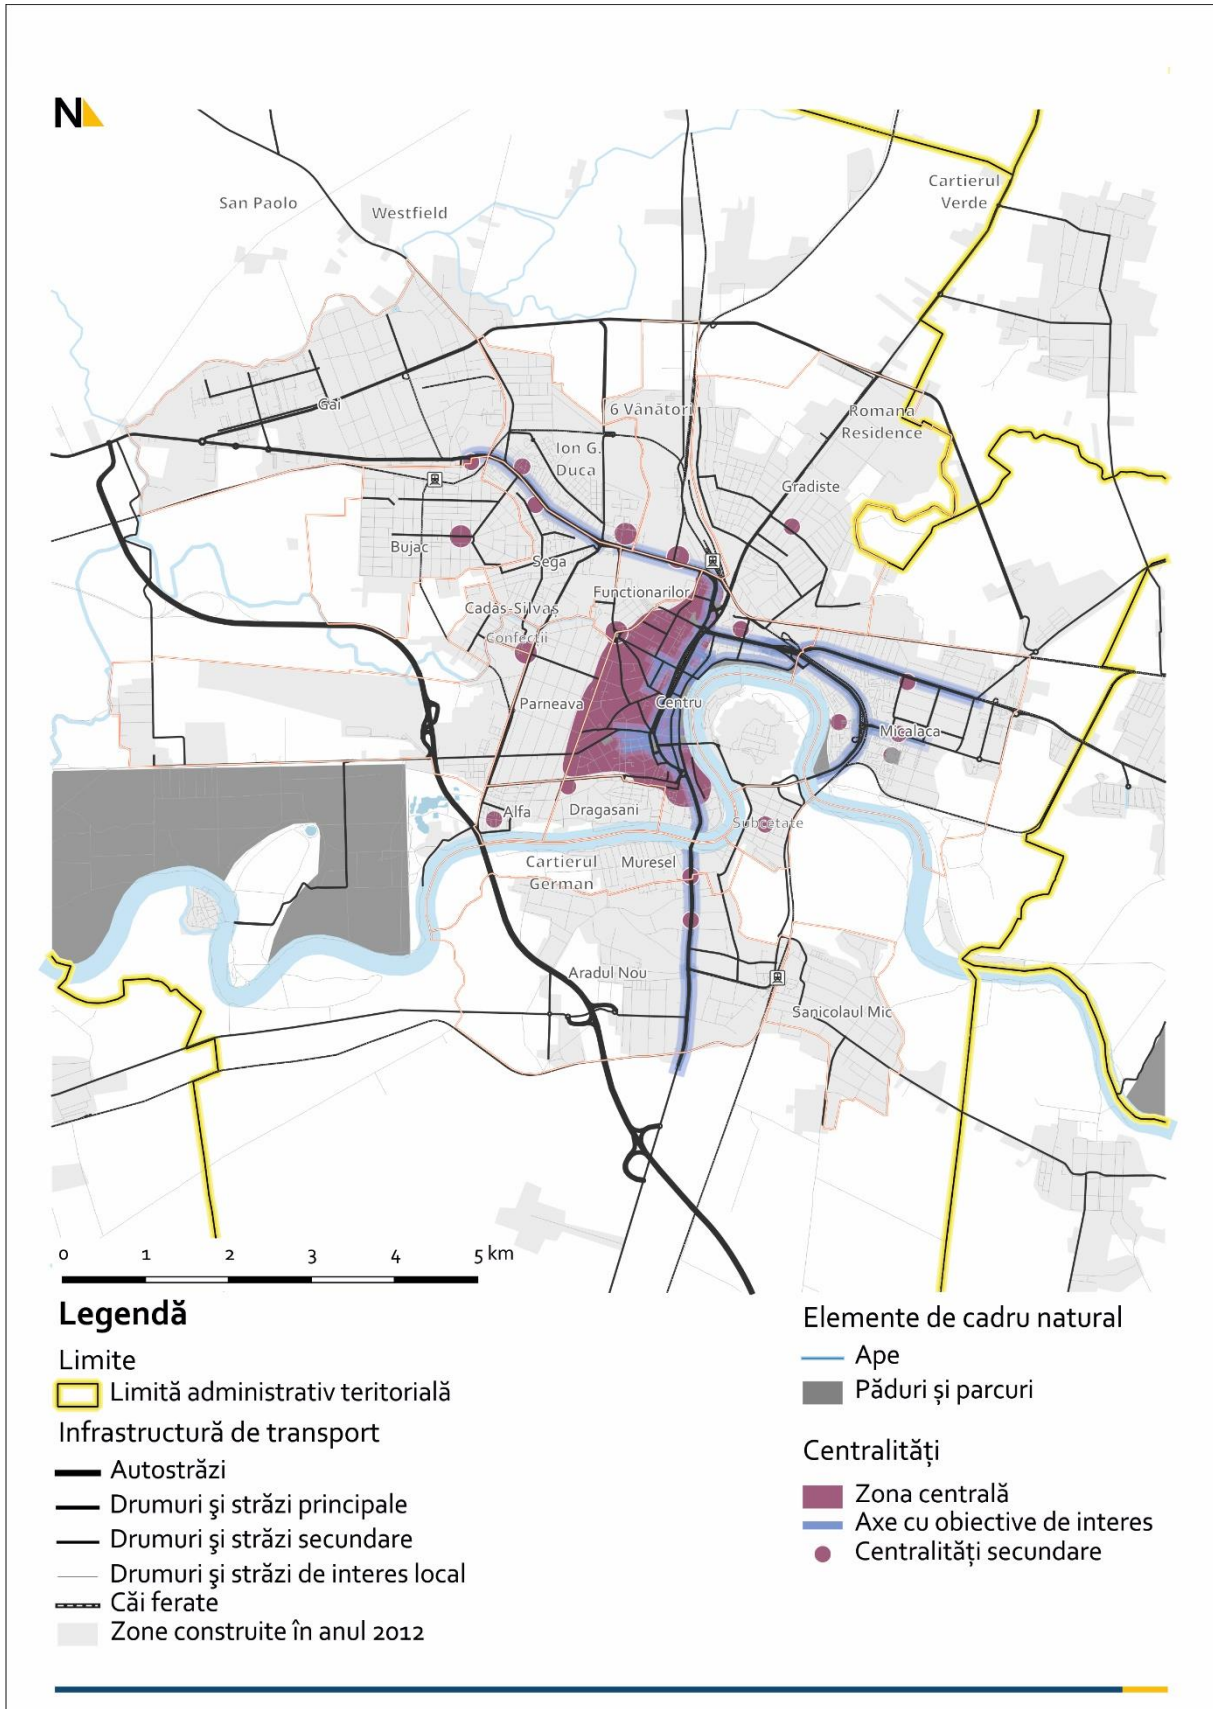 N
San Paolo
Westfield
Cartierul
Verde
Gai
6 Vânători
Romana
Residence
Ion G.
Duca
Gradiste
Bujac
Sega
Functionarilor
Cadas-Silvas
Confectii
Parneava
Centru
Micalaca
Alfa
Dragasani
Subcetate
Cartierul
German
Muresel
Aradul Nou
Sanicolaul Mic
0 1 2 3 4 5 km
Legendă
Limite
Limită administrativ teritorială
Infrastructură de transport
Autostrăzi
Drumuri şi străzi principale
Drumuri şi străzi secundare
Drumuri şi străzi de interes local
Căi ferate
Zone construite în anul 2012
Elemente de cadru natural
Ape
Păduri și parcuri
Centralități
Zona centrală
Axe cu obiective de interes
Centralități secundare